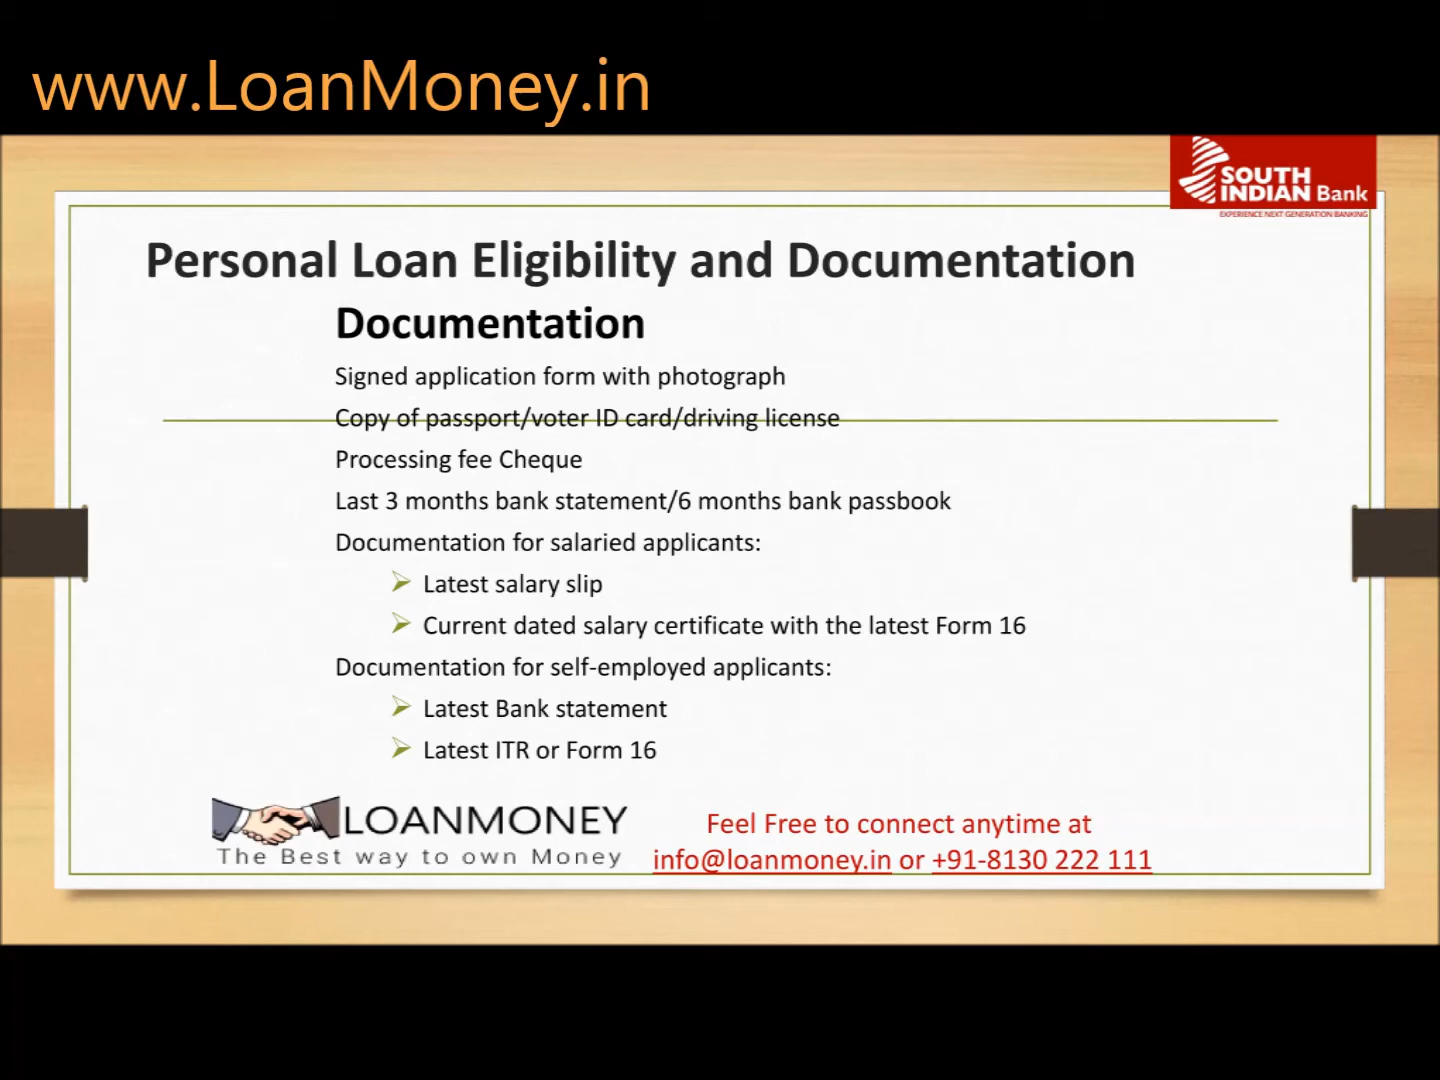 www.LoanMoney.in
SOUTH
INDIAN Bank
EXPERIENCE NEXT GENERATION BANKING
Personal Loan Eligibility and Documentation
Documentation
Signed application form with photograph
Copy of passport/voter ID card/driving license
Processing fee Cheque
Last 3 months bank statement/6 months bank passbook
Documentation for salaried applicants:
Latest salary slip
Current dated salary certificate with the latest Form 16
Documentation for self-employed applicants:
Latest Bank statement
Latest ITR or Form 16
LOANMONEY
The Best way to own Money
Feel Free to connect anytime at
info@loanmoney.in or +91-8130 222 111